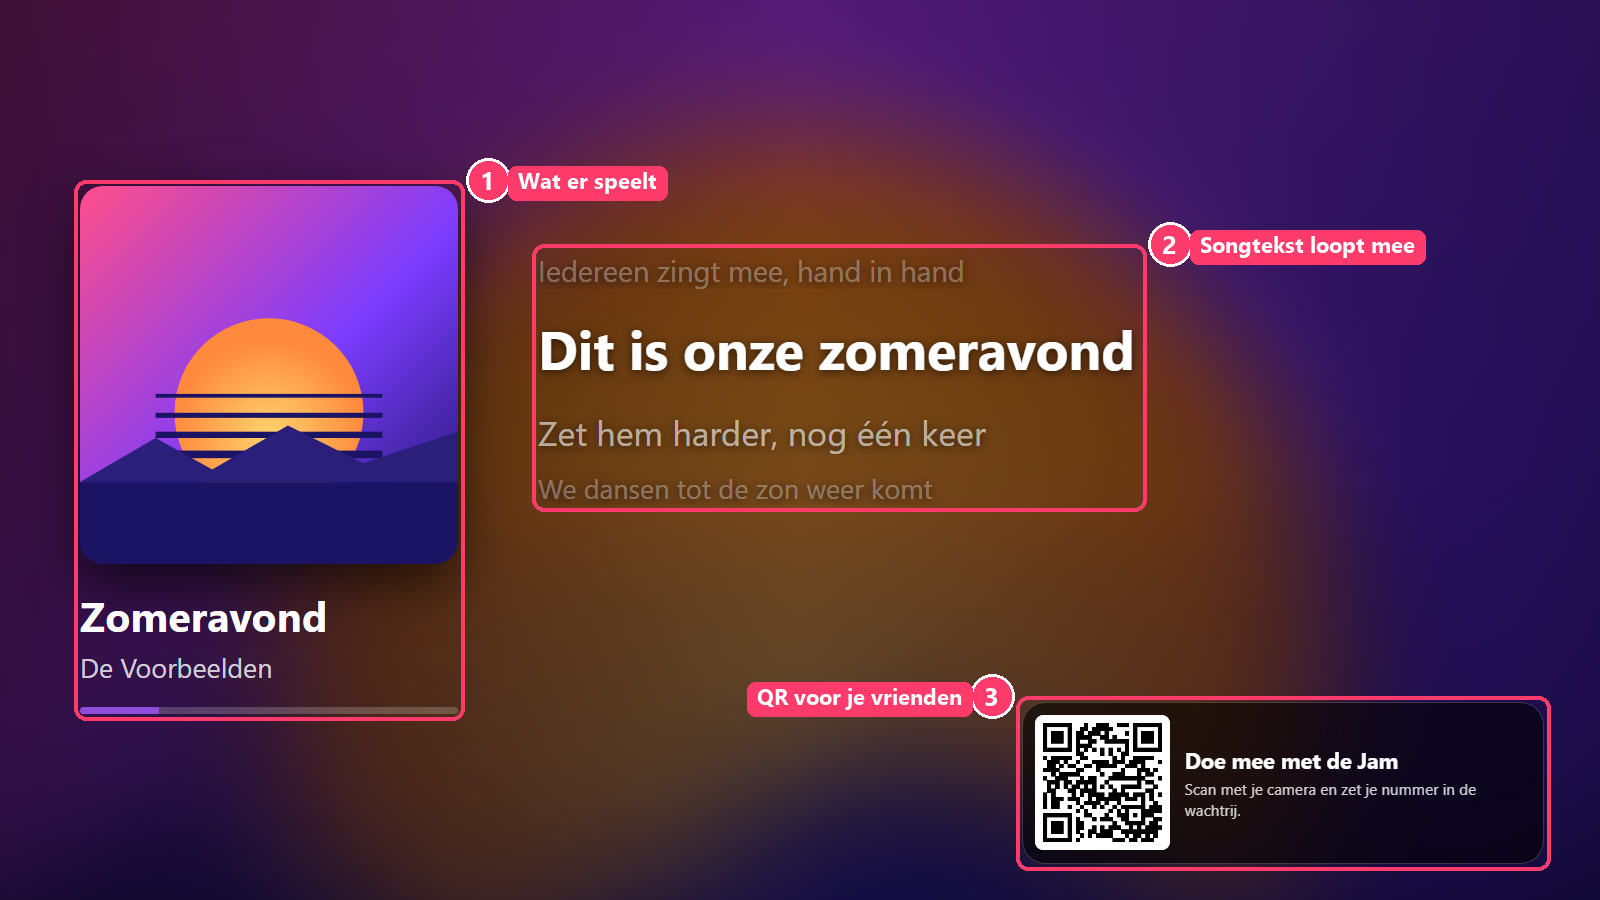 1 Wat er speelt
Zomeravond
De Voorbeelden
2 Songtekst loopt mee
Iedereen zingt mee, hand in hand
Dit is onze zomeravond
Zet hem harder, nog één keer
We dansen tot de zon weer komt
QR voor je vrienden 3
Doe mee met de Jam
Scan met je camera en zet je nummer in de
wachtrij.